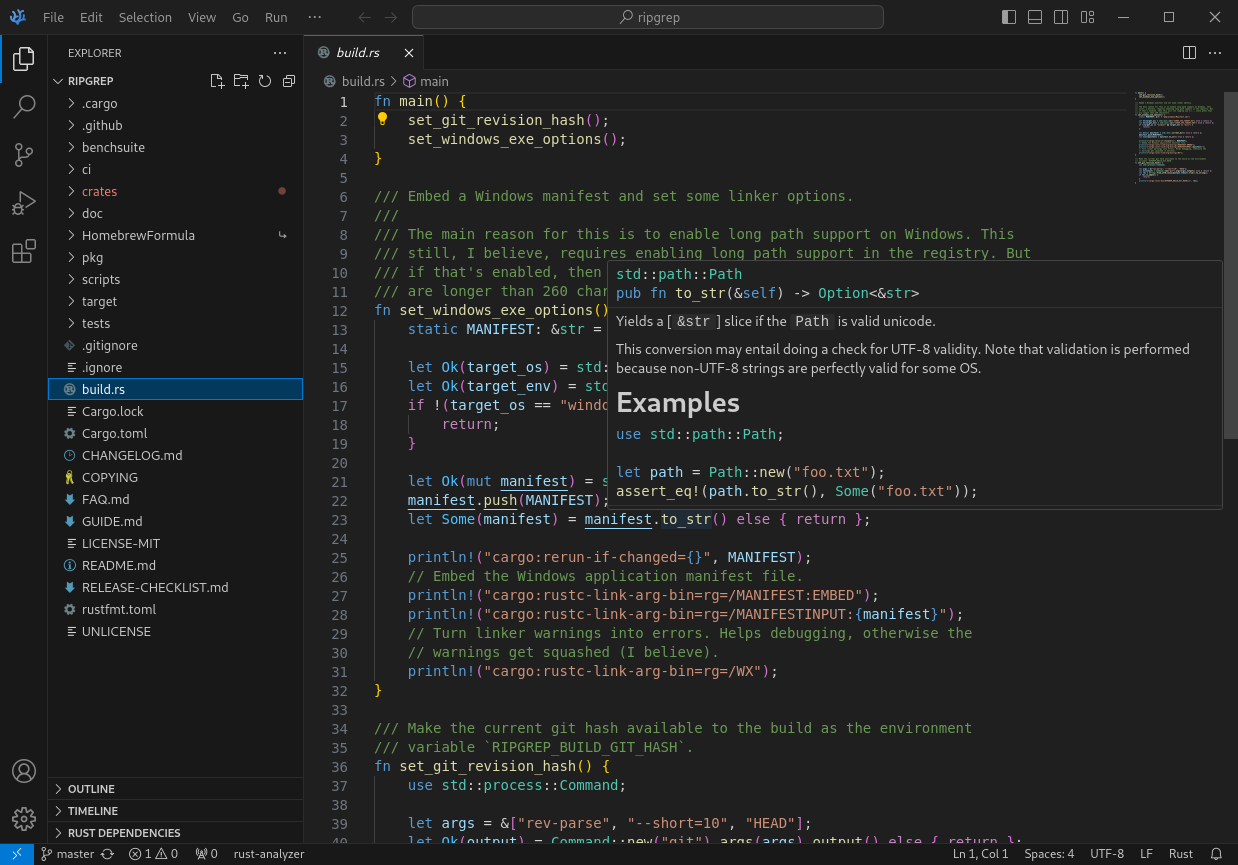 File Edit Selection View Go Run ···
ripgrep
EXPLORER
RIPGREP
.cargo
.github
benchsuite
ci
crates
doc
HomebrewFormula
pkg
scripts
target
tests
.gitignore
.ignore
build.rs
Cargo.lock
Cargo.toml
CHANGELOG.md
COPYING
FAQ.md
GUIDE.md
LICENSE-MIT
README.md
RELEASE-CHECKLIST.md
rustfmt.toml
UNLICENSE
OUTLINE
TIMELINE
RUST DEPENDENCIES
build.rs
build.rs > main
1 fn main() {
2     set_git_revision_hash();
3     set_windows_exe_options();
4 }
5
6 /// Embed a Windows manifest and set some linker options.
7 ///
8 /// The main reason for this is to enable long path support on Windows. This
9 /// still, I believe, requires enabling long path support in the registry. But
10 /// if that's enabled, then
11 /// are longer than 260 char
12 fn set_windows_exe_options()
13     static MANIFEST: &str =
14
15     let Ok(target_os) = std:
16     let Ok(target_env) = std
17     if !(target_os == "windo
18         return;
19     }
20
21     let Ok(mut manifest) = s
22     manifest.push(MANIFEST);
23     let Some(manifest) = manifest.to_str() else { return };
24
25     println!("cargo:rerun-if-changed={}", MANIFEST);
26     // Embed the Windows application manifest file.
27     println!("cargo:rustc-link-arg-bin=rg=/MANIFEST:EMBED");
28     println!("cargo:rustc-link-arg-bin=rg=/MANIFESTINPUT:{manifest}");
29     // Turn linker warnings into errors. Helps debugging, otherwise the
30     // warnings get squashed (I believe).
31     println!("cargo:rustc-link-arg-bin=rg=/WX");
32 }
33
34 /// Make the current git hash available to the build as the environment
35 /// variable `RIPGREP_BUILD_GIT_HASH`.
36 fn set_git_revision_hash() {
37     use std::process::Command;
38
39     let args = &["rev-parse", "--short=10", "HEAD"];
40     let Ok(output) = Command::new("git").args(args).output() else { return };
std::path::Path
pub fn to_str(&self) -> Option<&str>
Yields a [ &str ] slice if the Path is valid unicode.
This conversion may entail doing a check for UTF-8 validity. Note that validation is performed
because non-UTF-8 strings are perfectly valid for some OS.
Examples
use std::path::Path;
let path = Path::new("foo.txt");
assert_eq!(path.to_str(), Some("foo.txt"));
master 1 0 0 rust-analyzer Ln 1, Col 1 Spaces: 4 UTF-8 LF Rust